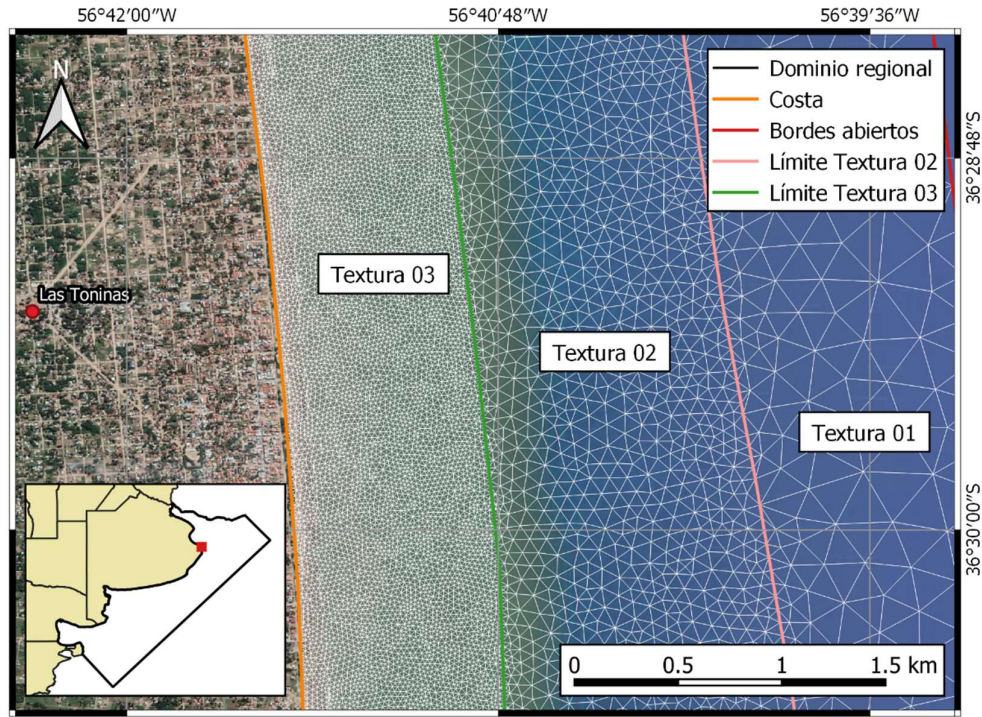 56°42’00”W
56°40’48”W
56°39’36”W
N
Dominio regional
Costa
Bordes abiertos
Límite Textura 02
Límite Textura 03
36°28’48”S
Textura 03
Las Toninas
Textura 02
Textura 01
36°30’00”S
0 0.5 1 1.5 km